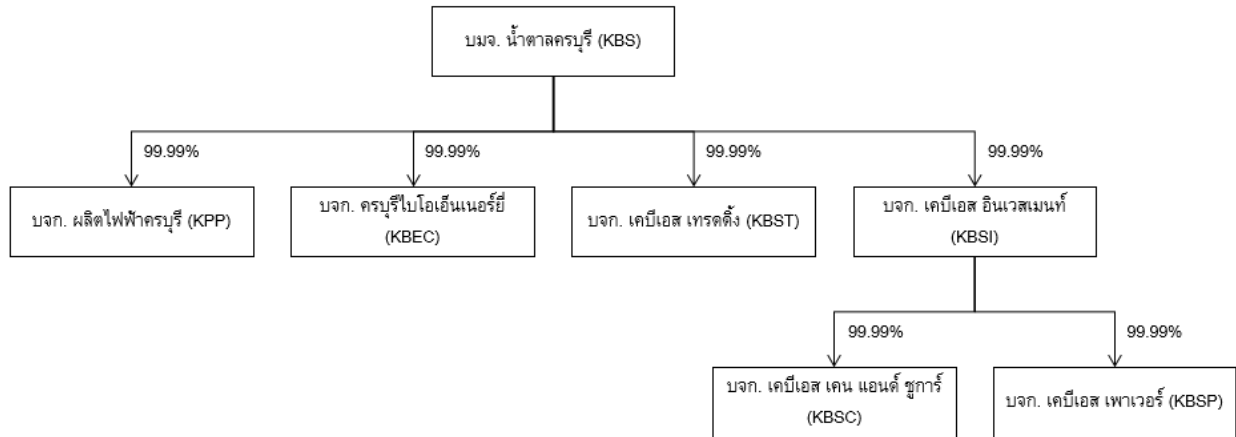 บมจ. น้ำตาลครบุรี (KBS)
99.99%
99.99%
99.99%
99.99%
บจก. ผลิตไฟฟ้าครบุรี (KPP)
บจก. ครบุรีไบโอเอ็นเนอร์ยี่
(KBEC)
บจก. เคบีเอส เทรดดิ้ง (KBST)
บจก. เคบีเอส อินเวสเมนท์
(KBSI)
99.99%
99.99%
บจก. เคบีเอส เคน แอนด์ ชูการ์
(KBSC)
บจก. เคบีเอส เพาเวอร์ (KBSP)